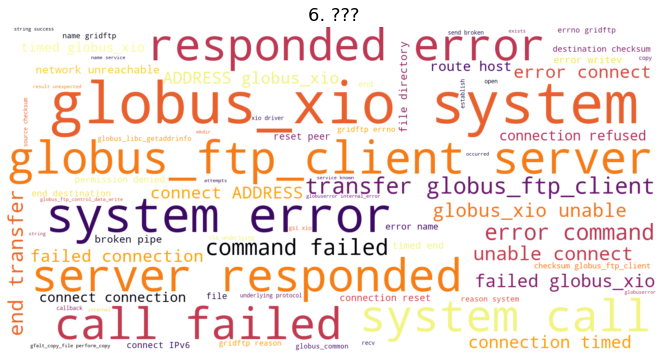 6. ???
string success
name gridftp
responded error
send broken
exists
errno gridftp
timed globus_xio
name service
destination checksum
error writev
copy
network unreachable
ADDRESS globus_xio
end
route host
error connect
result unexpected
globus_xio system
source checksum
xio driver
mkdir
file directory
establish
open
globus_libc_getaddrinfo
reset peer
gridftp errno
connection refused
globus_ftp_client server
occurred
permission denied
attempts
service known
end destination
connect ADDRESS
transfer globus_ftp_client
globus_ftp_control_data_write
globuserror internal_error
system error
globus_xio unable
string
error name
error command
broken pipe
gsi xio
command failed
timed end
unable connect
end transfer
failed connection
checksum globus_ftp_client
server responded
failed globus_xio
connect connection
file
underlying protocol
connection reset
reason system
globuserror
call failed
internal
system call
gfalt_copy_file perform_copy
connect IPv6
gridftp reason
globus_common
recv
connection timed